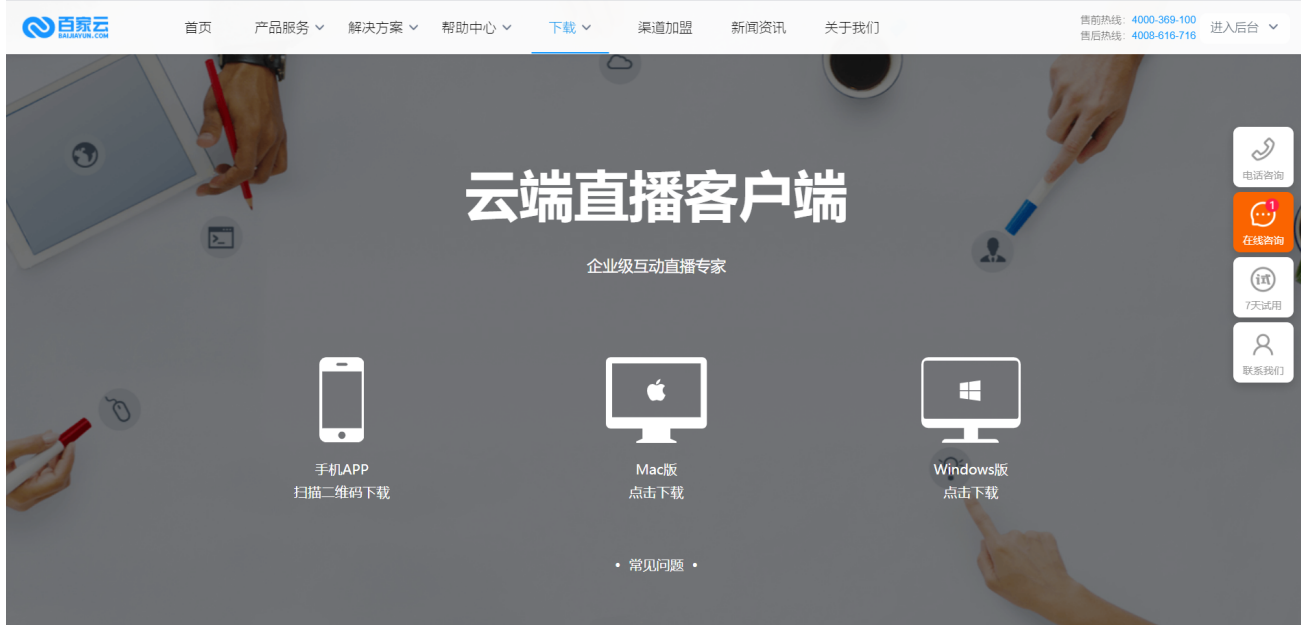 百家云
BAIJIAYUN.COM
首页
产品服务
解决方案
帮助中心
下载
渠道加盟
新闻资讯
关于我们
售前热线: 4000-369-100
售后热线: 4008-616-716
进入后台
云端直播客户端
企业级互动直播专家
手机APP
扫描二维码下载
Mac版
点击下载
Windows版
点击下载
• 常见问题 •
电话咨询
1
在线咨询
7天试用
联系我们